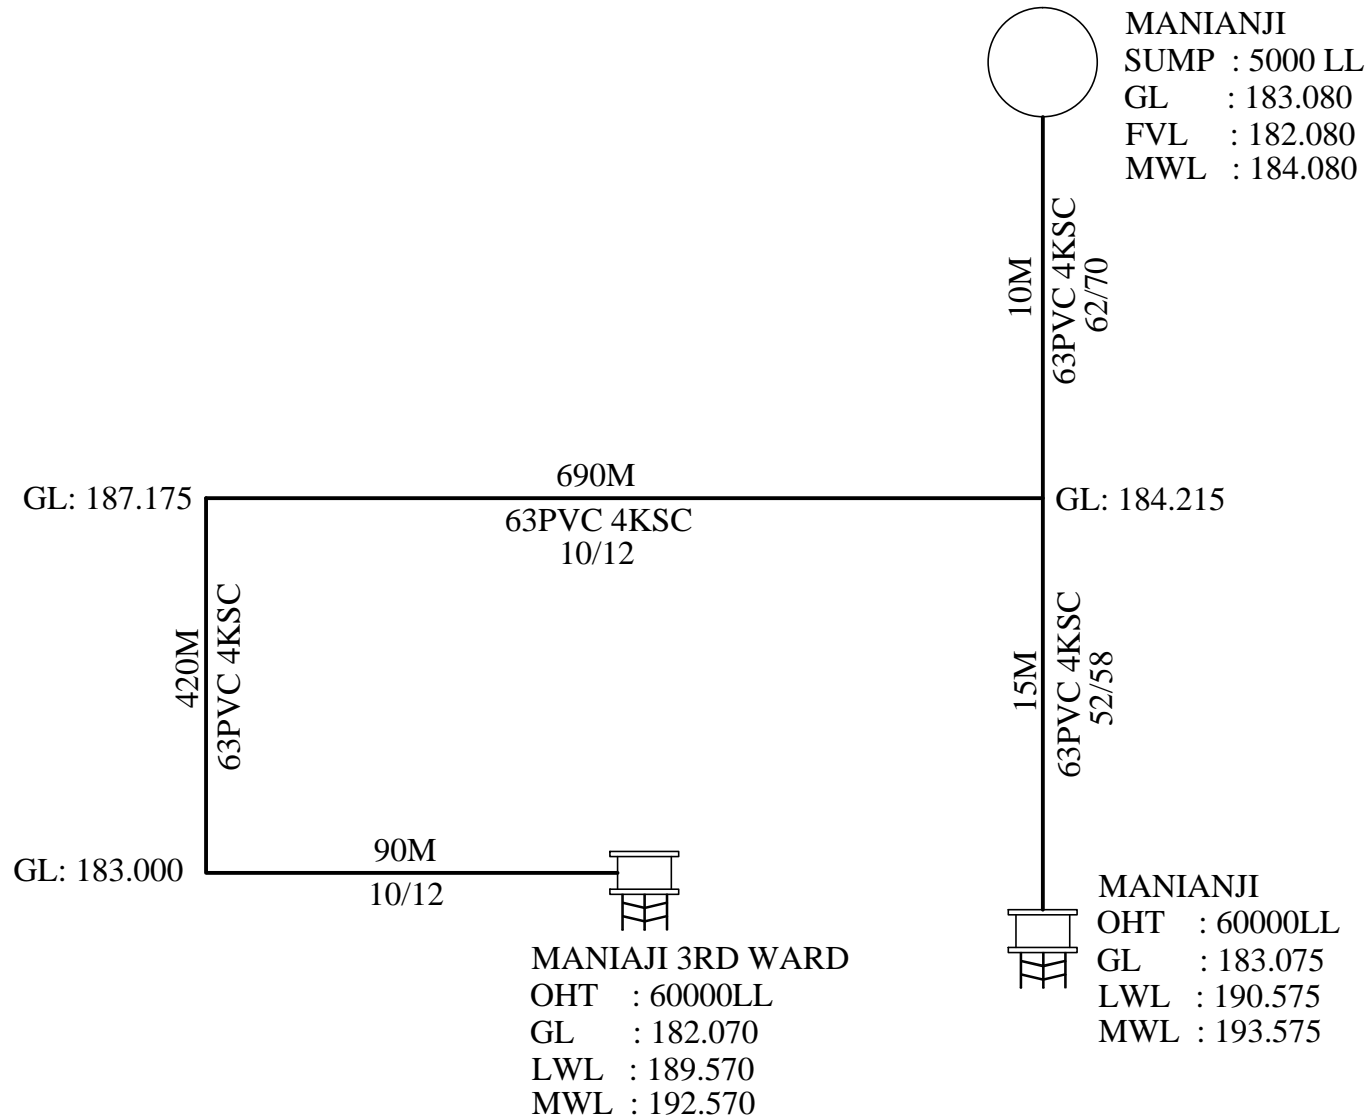 MANIANJI
SUMP : 5000 LL
GL : 183.080
FVL : 182.080
MWL : 184.080
10M
63PVC 4KSC
62/70
690M
GL: 187.175
63PVC 4KSC
10/12
GL: 184.215
420M
63PVC 4KSC
15M
63PVC 4KSC
52/58
90M
GL: 183.000
10/12
MANIAJI 3RD WARD
OHT : 60000LL
GL : 182.070
LWL : 189.570
MWL : 192.570
MANIANJI
OHT : 60000LL
GL : 183.075
LWL : 190.575
MWL : 193.575